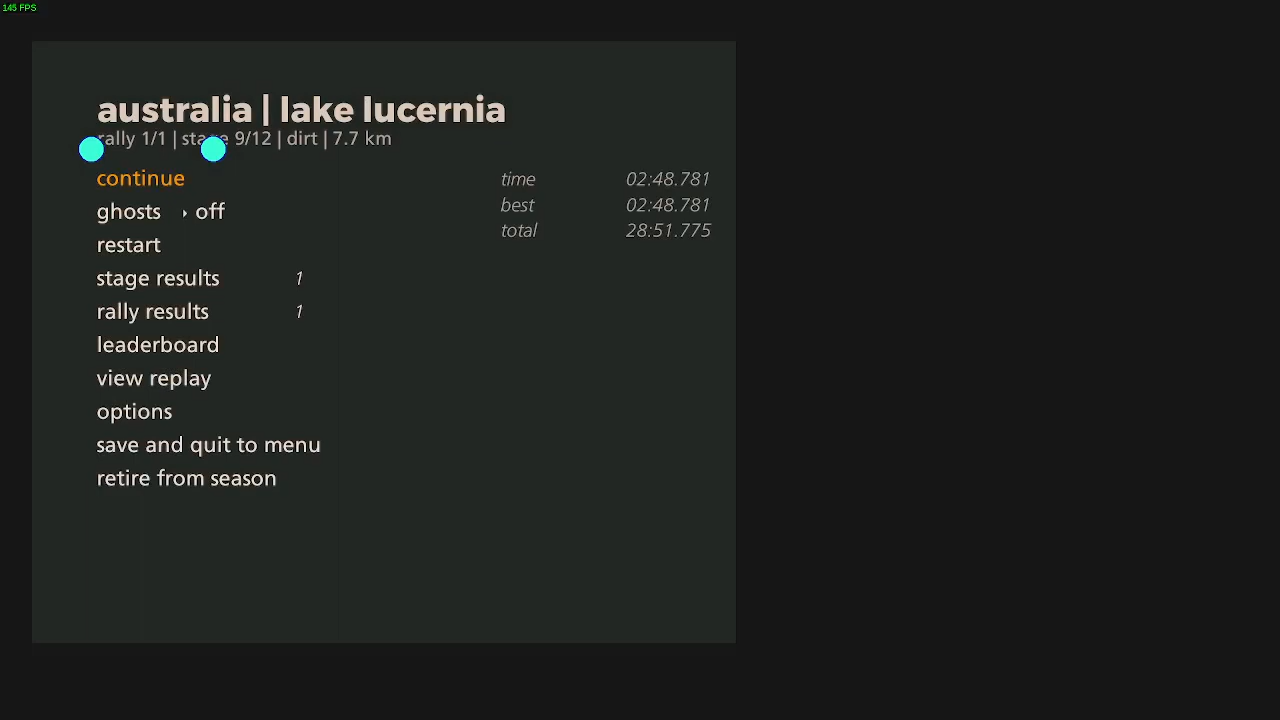 145 FPS
australia | lake lucernia
rally 1/1 | stage 9/12 | dirt | 7.7 km
continue
time 02:48.781
ghosts off
best 02:48.781
total 28:51.775
restart
stage results 1
rally results 1
leaderboard
view replay
options
save and quit to menu
retire from season